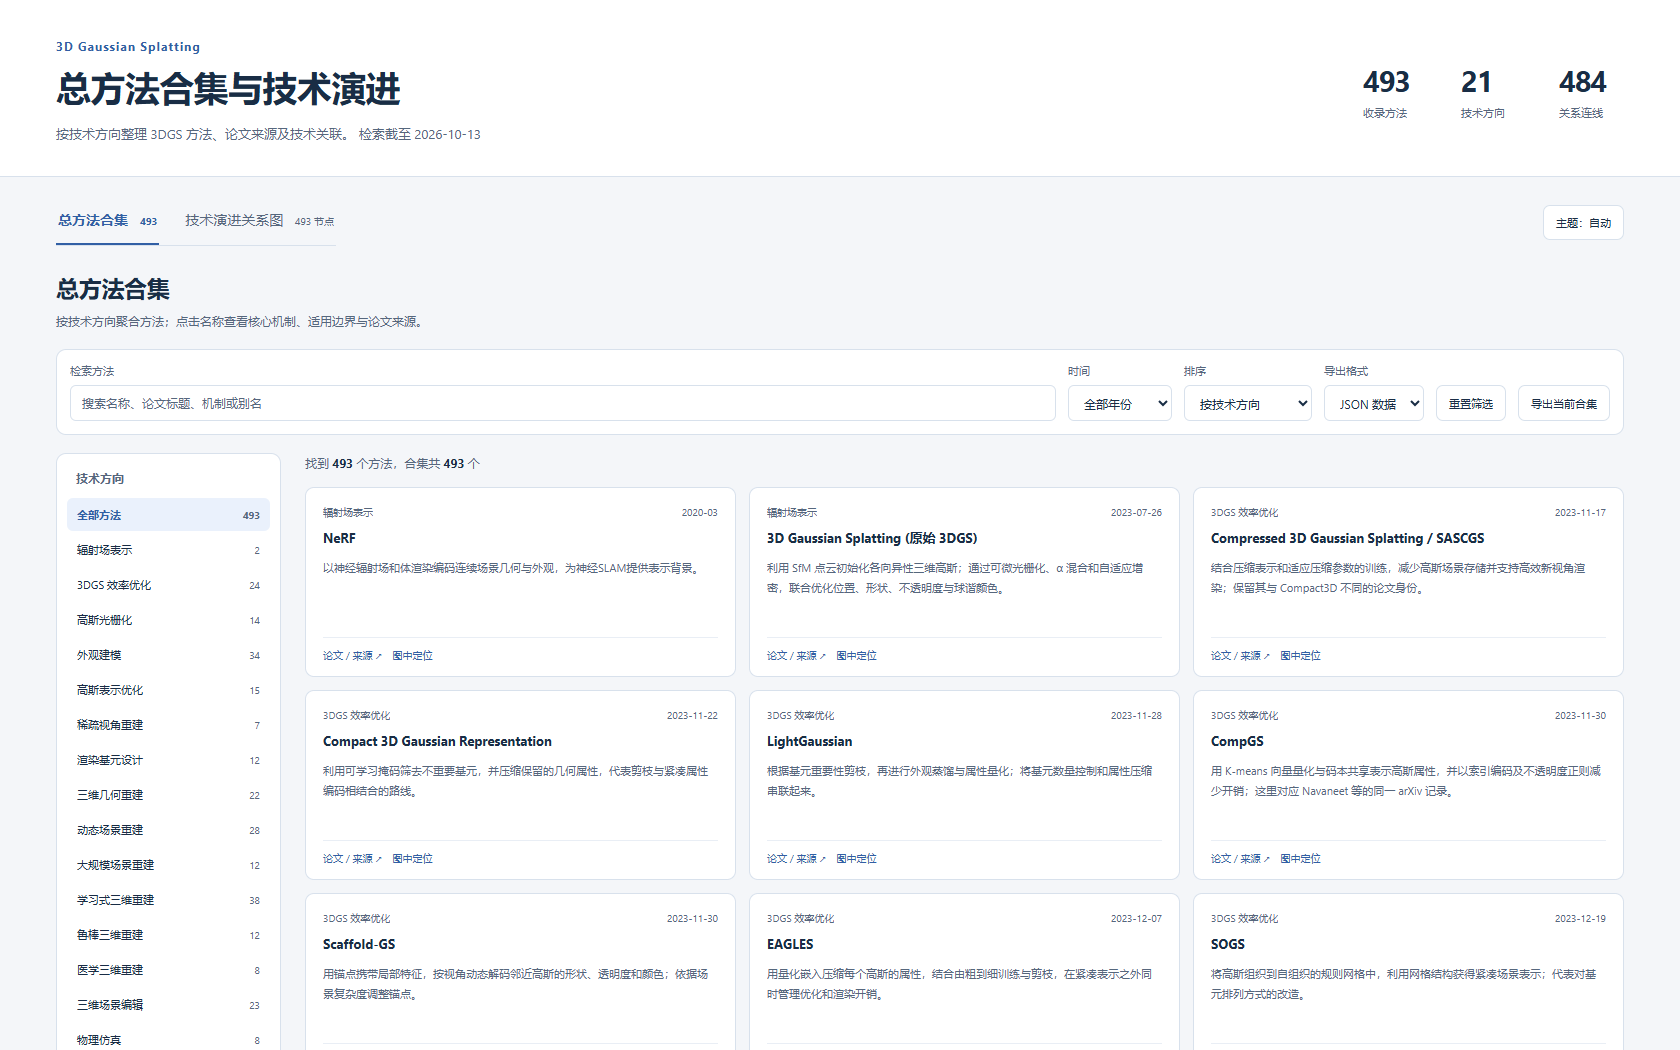 3D Gaussian Splatting
总方法合集与技术演进
按技术方向整理 3DGS 方法、论文来源及技术关联。 检索截至 2026-10-13
493
收录方法
21
技术方向
484
关系连线
总方法合集 493
技术演进关系图 493 节点
主题：自动
总方法合集
按技术方向聚合方法；点击名称查看核心机制、适用边界与论文来源。
检索方法
搜索名称、论文标题、机制或别名
时间
全部年份
排序
按技术方向
导出格式
JSON 数据
重置筛选
导出当前合集
技术方向
全部方法 493
辐射场表示 2
3DGS 效率优化 24
高斯光栅化 14
外观建模 34
高斯表示优化 15
稀疏视角重建 7
渲染基元设计 12
三维几何重建 22
动态场景重建 28
大规模场景重建 12
学习式三维重建 38
鲁棒三维重建 12
医学三维重建 8
三维场景编辑 23
物理仿真 8
找到 493 个方法，合集共 493 个
辐射场表示 2020-03
NeRF
以神经辐射场和体渲染编码连续场景几何与外观，为神经SLAM提供表示背景。
论文 / 来源 ↗ 图中定位
辐射场表示 2023-07-26
3D Gaussian Splatting (原始 3DGS)
利用 SfM 点云初始化各向异性三维高斯；通过可微光栅化、α 混合和自适应增
密，联合优化位置、形状、不透明度与球谐颜色。
论文 / 来源 ↗ 图中定位
3DGS 效率优化 2023-11-17
Compressed 3D Gaussian Splatting / SASCGS
结合压缩表示和适应压缩参数的训练，减少高斯场景存储并支持高效新视角渲
染；保留其与 Compact3D 不同的论文身份。
论文 / 来源 ↗ 图中定位
3DGS 效率优化 2023-11-22
Compact 3D Gaussian Representation
利用可学习掩码筛去不重要基元，并压缩保留的几何属性，代表剪枝与紧凑属性
编码相结合的路线。
论文 / 来源 ↗ 图中定位
3DGS 效率优化 2023-11-28
LightGaussian
根据基元重要性剪枝，再进行外观蒸馏与属性量化；将基元数量控制和属性压缩
串联起来。
论文 / 来源 ↗ 图中定位
3DGS 效率优化 2023-11-30
CompGS
用 K-means 向量量化与码本共享表示高斯属性，并以索引编码及不透明度正则减
少开销；这里对应 Navaneet 等的同一 arXiv 记录。
论文 / 来源 ↗ 图中定位
3DGS 效率优化 2023-11-30
Scaffold-GS
用锚点携带局部特征，按视角动态解码邻近高斯的形状、透明度和颜色；依据场
景复杂度调整锚点。
3DGS 效率优化 2023-12-07
EAGLES
用量化嵌入压缩每个高斯的属性，结合由粗到细训练与剪枝，在紧凑表示之外同
时管理优化和渲染开销。
3DGS 效率优化 2023-12-19
SOGS
将高斯组织到自组织的规则网格中，利用网格结构获得紧凑场景表示；代表对基
元排列方式的改造。